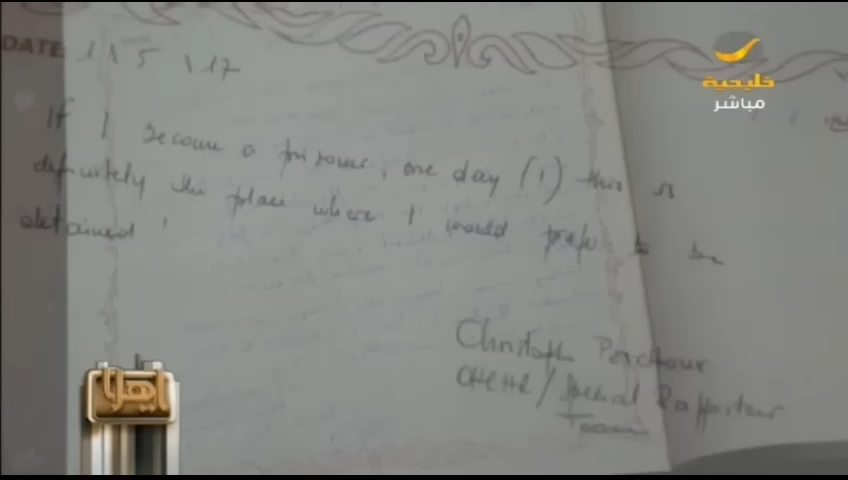 DATE 1 \ 5 \ 17
خليجية
مباشر
If I become a prisoner, one day (!) this is
definitely the place where I would prefer to be
detained !
Christoph
OHCHR / Special Rapporteur
Team
ياهلا